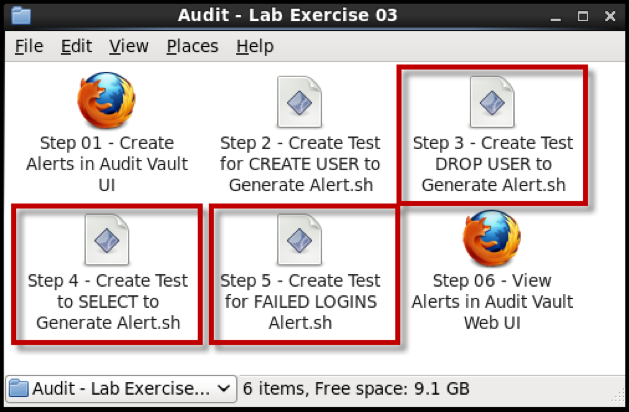 Audit - Lab Exercise 03
File Edit View Places Help
Step 01 - Create
Alerts in Audit Vault
UI
Step 2 - Create Test
for CREATE USER to
Generate Alert.sh
Step 3 - Create Test
DROP USER to
Generate Alert.sh
Step 4 - Create Test
to SELECT to
Generate Alert.sh
Step 5 - Create Test
for FAILED LOGINS
Alert.sh
Step 06 - View
Alerts in Audit Vault
Web UI
Audit - Lab Exercise... 6 items, Free space: 9.1 GB